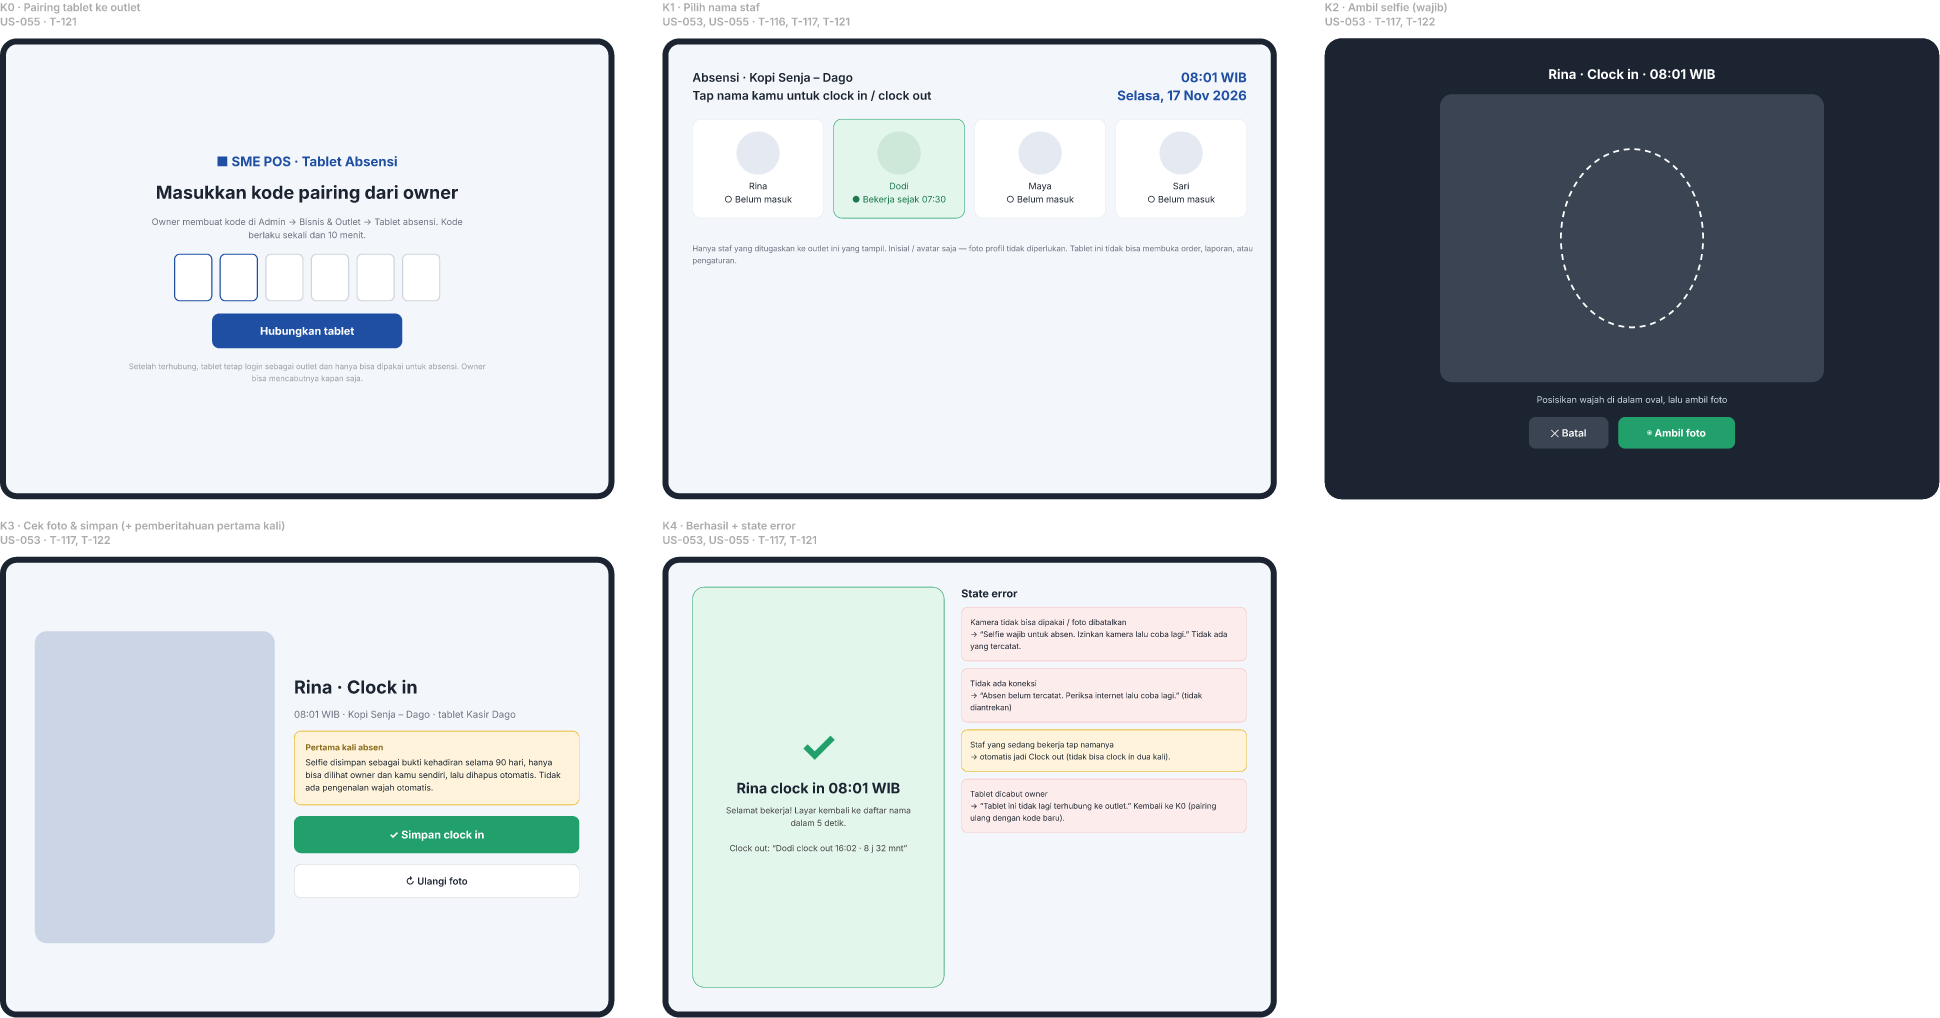 K0 · Pairing tablet ke outlet
US-055 · T-121
■ SME POS · Tablet Absensi
Masukkan kode pairing dari owner
Owner membuat kode di Admin → Bisnis & Outlet → Tablet absensi. Kode
berlaku sekali dan 10 menit.
Hubungkan tablet
Setelah terhubung, tablet tetap login sebagai outlet dan hanya bisa dipakai untuk absensi. Owner
bisa mencabutnya kapan saja.
K1 · Pilih nama staf
US-053, US-055 · T-116, T-117, T-121
Absensi · Kopi Senja – Dago
Tap nama kamu untuk clock in / clock out
08:01 WIB
Selasa, 17 Nov 2026
Rina
○ Belum masuk
Dodi
● Bekerja sejak 07:30
Maya
○ Belum masuk
Sari
○ Belum masuk
Hanya staf yang ditugaskan ke outlet ini yang tampil. Inisial / avatar saja — foto profil tidak diperlukan. Tablet ini tidak bisa membuka order, laporan, atau
pengaturan.
K2 · Ambil selfie (wajib)
US-053 · T-117, T-122
Rina · Clock in · 08:01 WIB
Posisikan wajah di dalam oval, lalu ambil foto
✕ Batal
Ambil foto
K3 · Cek foto & simpan (+ pemberitahuan pertama kali)
US-053 · T-117, T-122
Rina · Clock in
08:01 WIB · Kopi Senja – Dago · tablet Kasir Dago
Pertama kali absen
Selfie disimpan sebagai bukti kehadiran selama 90 hari, hanya
bisa dilihat owner dan kamu sendiri, lalu dihapus otomatis. Tidak
ada pengenalan wajah otomatis.
✓ Simpan clock in
↻ Ulangi foto
K4 · Berhasil + state error
US-053, US-055 · T-117, T-121
Rina clock in 08:01 WIB
Selamat bekerja! Layar kembali ke daftar nama
dalam 5 detik.
Clock out: “Dodi clock out 16:02 · 8 j 32 mnt”
State error
Kamera tidak bisa dipakai / foto dibatalkan
→ “Selfie wajib untuk absen. Izinkan kamera lalu coba lagi.” Tidak ada
yang tercatat.
Tidak ada koneksi
→ “Absen belum tercatat. Periksa internet lalu coba lagi.” (tidak
diantrekan)
Staf yang sedang bekerja tap namanya
→ otomatis jadi Clock out (tidak bisa clock in dua kali).
Tablet dicabut owner
→ “Tablet ini tidak lagi terhubung ke outlet.” Kembali ke K0 (pairing
ulang dengan kode baru).